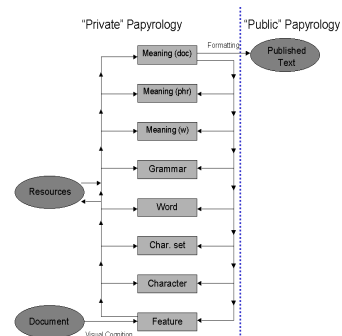 "Private" Papyrology "Public" Papyrology
Formatting
Meaning (doc)
Published
Text
Meaning (phr)
Meaning (w)
Grammar
Resources
Word
Char. set
Character
Document
Feature
Visual Cognition